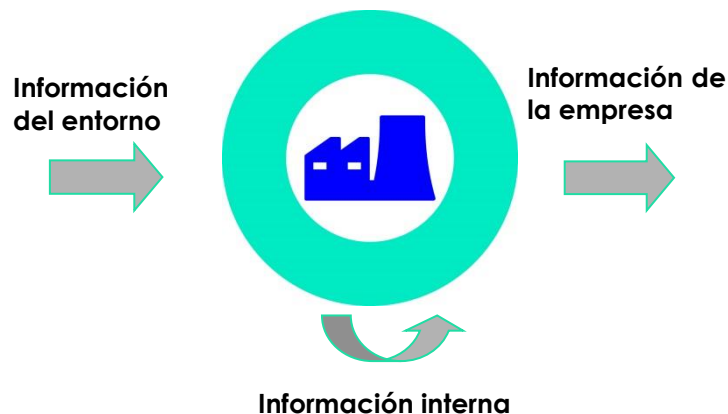 Información
del entorno
Información de
la empresa
Información interna